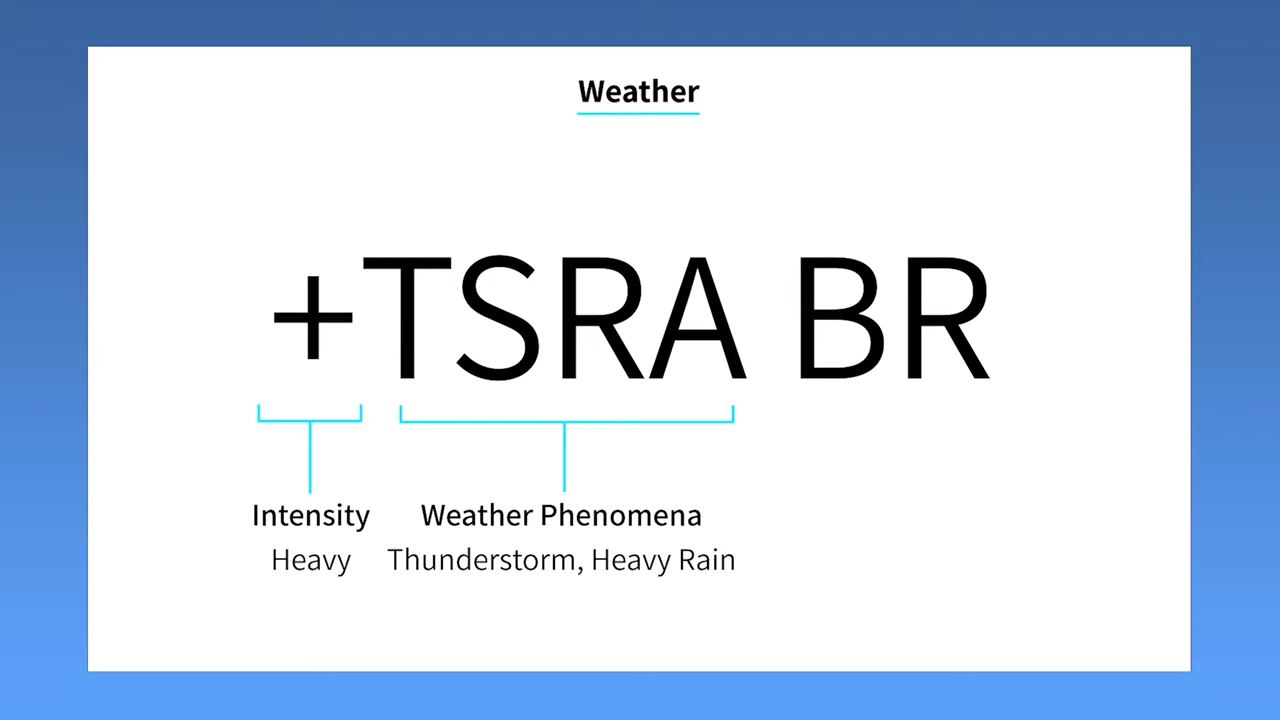 Weather
+TSRA BR
Intensity Weather Phenomena
Heavy Thunderstorm, Heavy Rain